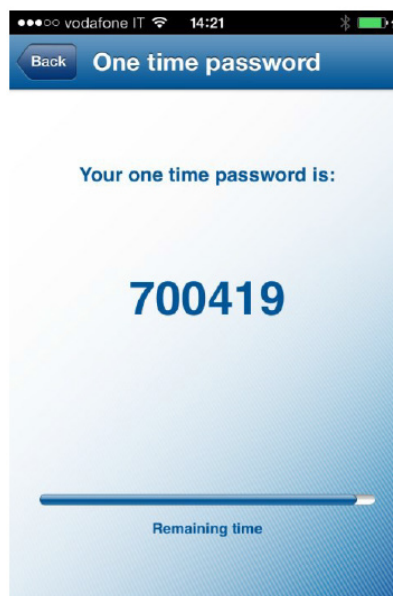 vodafone IT 14:21
Back One time password
Your one time password is:
700419
Remaining time